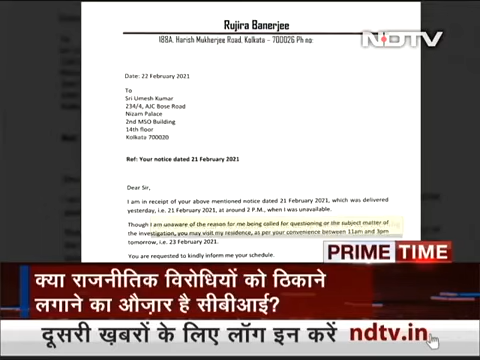 Rujira Banerjee
188A, Harish Mukherjee Road, Kolkata – 700026 Ph no:
NDTV
Date: 22 February 2021
To
Sri Umesh Kumar
234/4, AJC Bose Road
Nizam Palace
2nd MSO Building
14th floor
Kolkata 700020
Ref: Your notice dated 21 February 2021
Dear Sir,
I am in receipt of your above mentioned notice dated 21 February 2021, which was delivered
yesterday, i.e. 21 February 2021, at around 2 P.M., when I was unavailable.
Though I am unaware of the reason for me being called for questioning or the subject matter of
the investigation, you may visit my residence, as per your convenience between 11am and 3pm
tomorrow, i.e. 23 February 2021.
You are requested to kindly inform me your schedule.
PRIME TIME
क्या राजनीतिक विरोधियों को ठिकाने
लगाने का औज़ार है सीबीआई?
दूसरी ख़बरों के लिए लॉग इन करें ndtv.in